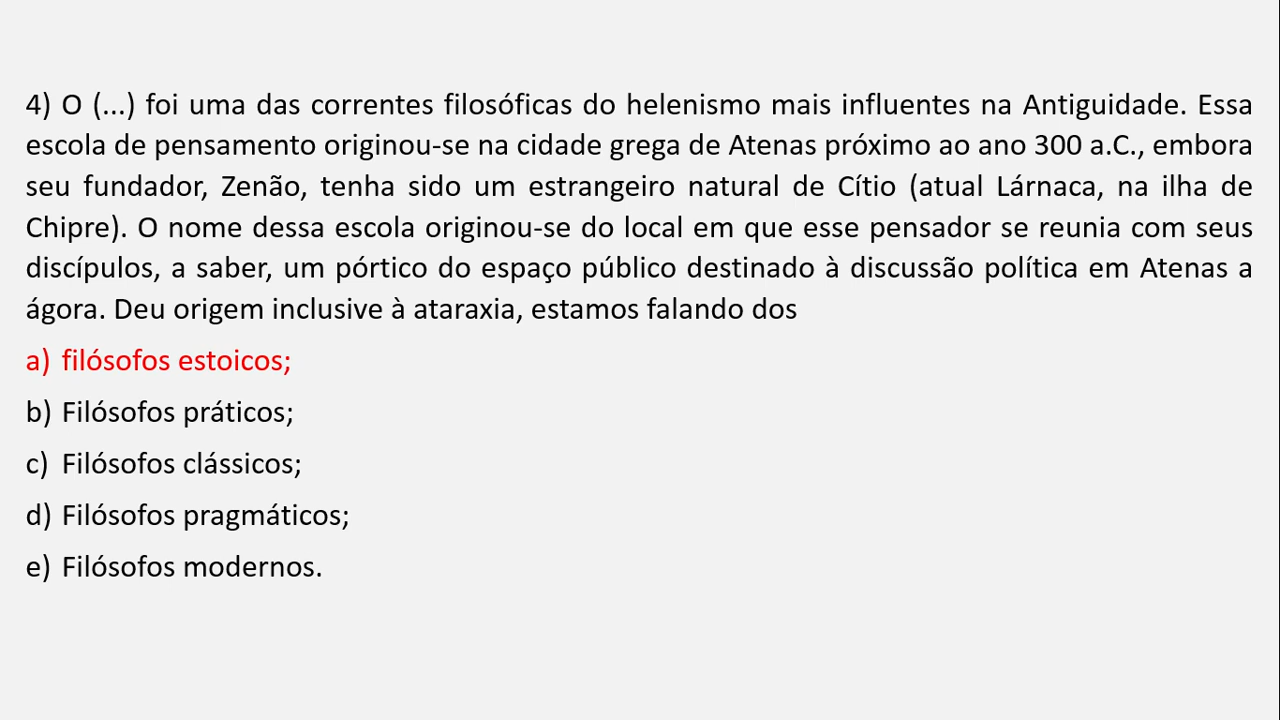 4) O (...) foi uma das correntes filosóficas do helenismo mais influentes na Antiguidade. Essa
escola de pensamento originou-se na cidade grega de Atenas próximo ao ano 300 a.C., embora
seu fundador, Zenão, tenha sido um estrangeiro natural de Cítio (atual Lárnaca, na ilha de
Chipre). O nome dessa escola originou-se do local em que esse pensador se reunia com seus
discípulos, a saber, um pórtico do espaço público destinado à discussão política em Atenas a
ágora. Deu origem inclusive à ataraxia, estamos falando dos
a) filósofos estoicos;
b) Filósofos práticos;
c) Filósofos clássicos;
d) Filósofos pragmáticos;
e) Filósofos modernos.